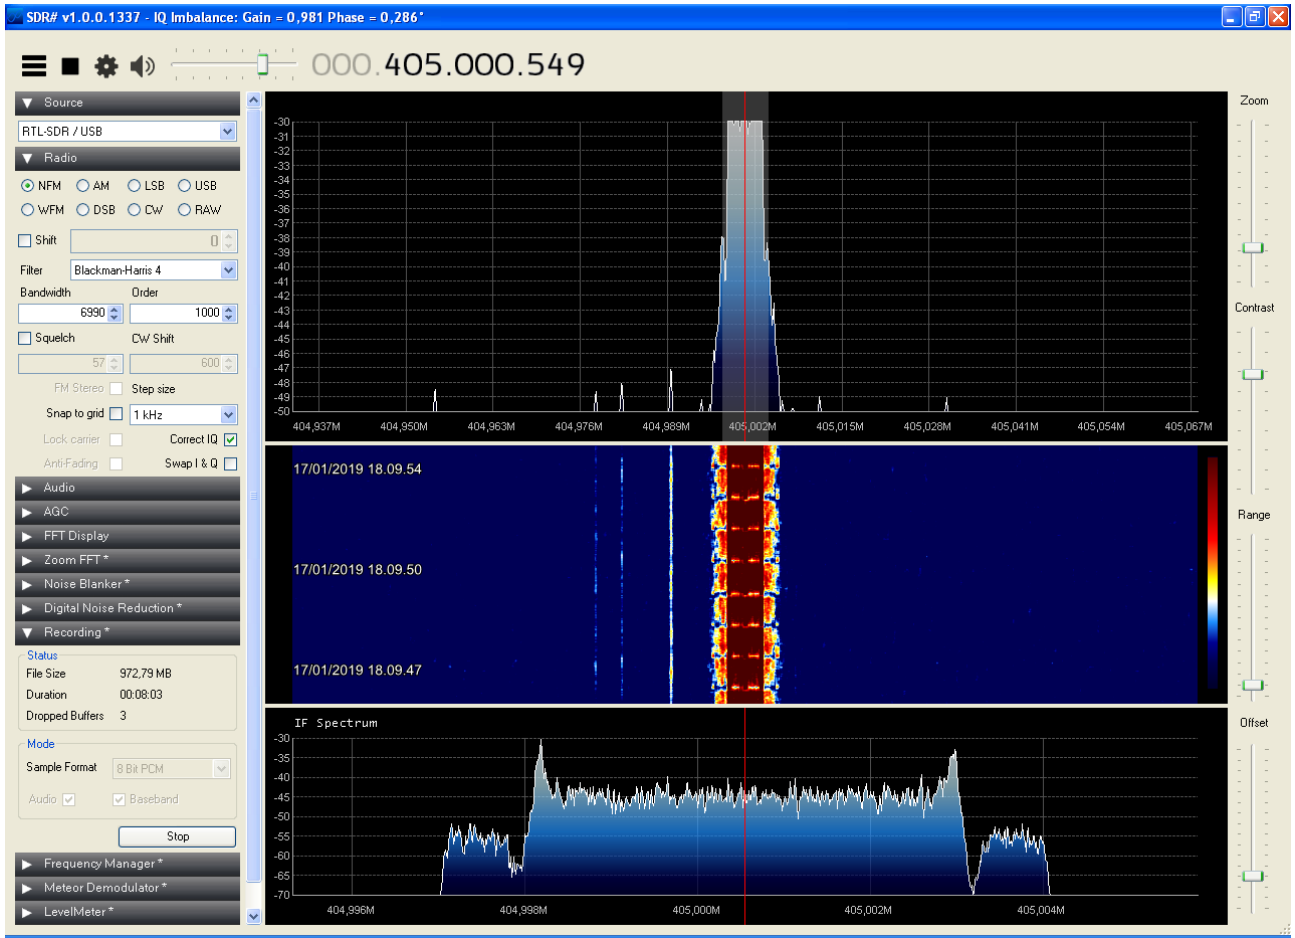 SDR# v1.0.0.1337 - IQ Imbalance: Gain = 0,981 Phase = 0,286°
000.405.000.549
Source
RTL-SDR / USB
Radio
NFM AM LSB USB
WFM DSB CW RAW
Shift 0
Filter Blackman-Harris 4
Bandwidth Order
6990 1000
Squelch CW Shift
57 600
FM Stereo Step size
Snap to grid 1 kHz
Lock carrier Correct IQ
Anti-Fading Swap I & Q
Audio
AGC
FFT Display
Zoom FFT *
Noise Blanker *
Digital Noise Reduction *
Recording *
Status
File Size 972,79 MB
Duration 00:08:03
Dropped Buffers 3
Mode
Sample Format 8 Bit PCM
Audio Baseband
Stop
Frequency Manager *
Meteor Demodulator *
LevelMeter *
-30
-31
-32
-33
-34
-35
-36
-37
-38
-39
-40
-41
-42
-43
-44
-45
-46
-47
-48
-49
-50
404,937M 404,950M 404,963M 404,976M 404,989M 405,002M 405,015M 405,028M 405,041M 405,054M 405,067M
17/01/2019 18.09.54
17/01/2019 18.09.50
17/01/2019 18.09.47
IF Spectrum
-30
-35
-40
-45
-50
-55
-60
-65
-70
404,996M 404,998M 405,000M 405,002M 405,004M
Zoom
Contrast
Range
Offset